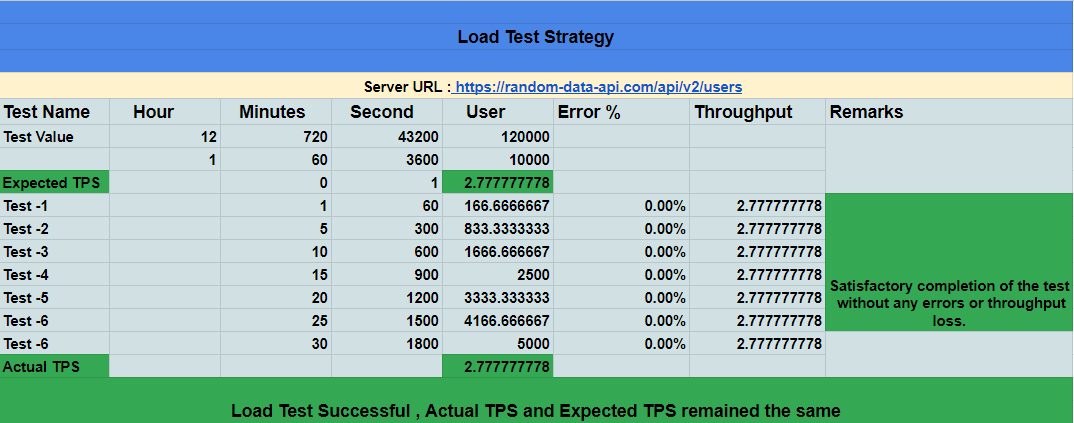 Load Test Strategy
Server URL : https://random-data-api.com/api/v2/users
Test Name Hour Minutes Second User Error % Throughput Remarks
Test Value 12 720 43200 120000
1 60 3600 10000
Expected TPS 0 1 2.777777778
Test -1 1 60 166.6666667 0.00% 2.777777778
Test -2 5 300 833.3333333 0.00% 2.777777778
Test -3 10 600 1666.666667 0.00% 2.777777778
Test -4 15 900 2500 0.00% 2.777777778
Test -5 20 1200 3333.333333 0.00% 2.777777778
Test -6 25 1500 4166.666667 0.00% 2.777777778
Test -6 30 1800 5000 0.00% 2.777777778
Satisfactory completion of the test
without any errors or throughput
loss.
Actual TPS 2.777777778
Load Test Successful , Actual TPS and Expected TPS remained the same